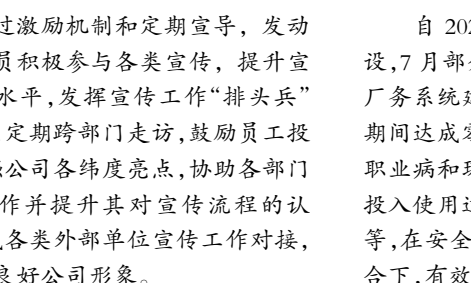 过激励机制和定期宣导，发动
员积极参与各类宣传，提升宣
水平，发挥宣传工作“排头兵”
定期跨部门走访，鼓励员工投
公司各纬度亮点，协助各部门
作并提升其对宣传流程的认
各类外部单位宣传工作对接，
良好公司形象。
自 202
设，7 月部分
厂务系统建
期间达成零
职业病和环
投入使用过
等，在安全
合下，有效